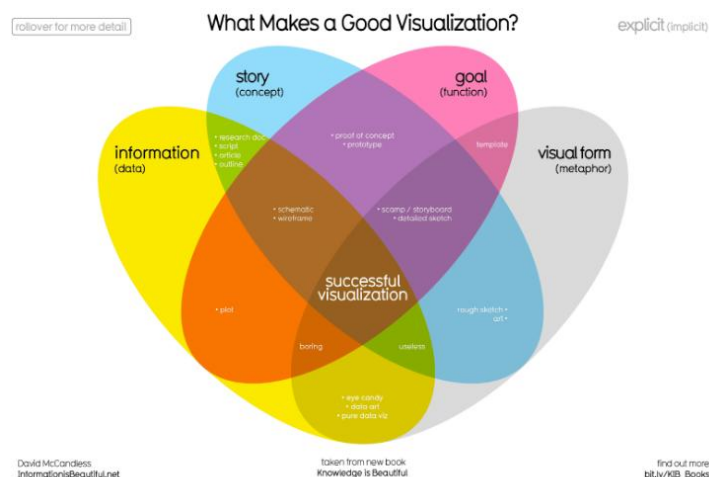 What Makes a Good Visualization?
rollover for more detail
explicit (implicit)
story
(concept)
goal
(function)
information
(data)
visual form
(metaphor)
• research doc
• script
• article
• outline
• proof of concept
• prototype
template
• schematic
• wireframe
• scamp / storyboard
• detailed sketch
successful
visualization
• plot
rough sketch •
art •
boring
useless
• eye candy
• data art
• pure data viz
David McCandless
InformationisBeautiful.net
taken from new book
Knowledge is Beautiful
find out more
bit.ly/KIB_Books